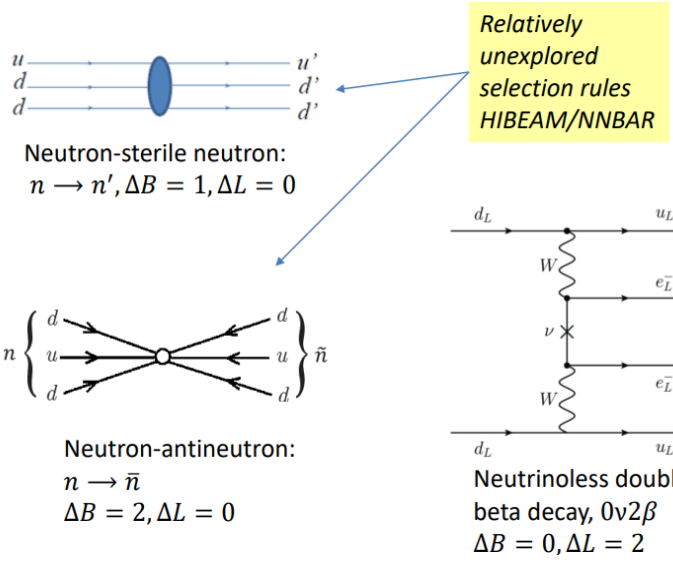 Relatively
unexplored
selection rules
HIBEAM/NNBAR
u u’
d d’
d d’
Neutron-sterile neutron:
n ⟶ n′, ΔB = 1, ΔL = 0
d_L u_L
W
e_L^-
ν
e_L^-
W
d_L u_L
d d
n { u u } ñ
d d
Neutron-antineutron:
n ⟶ n̄
ΔB = 2, ΔL = 0
Neutrinoless doubl
beta decay, 0ν2β
ΔB = 0, ΔL = 2